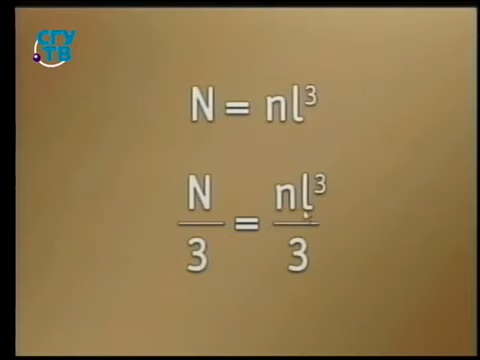 СГУ
ТВ
N = nl³
N/3 = nl³/3